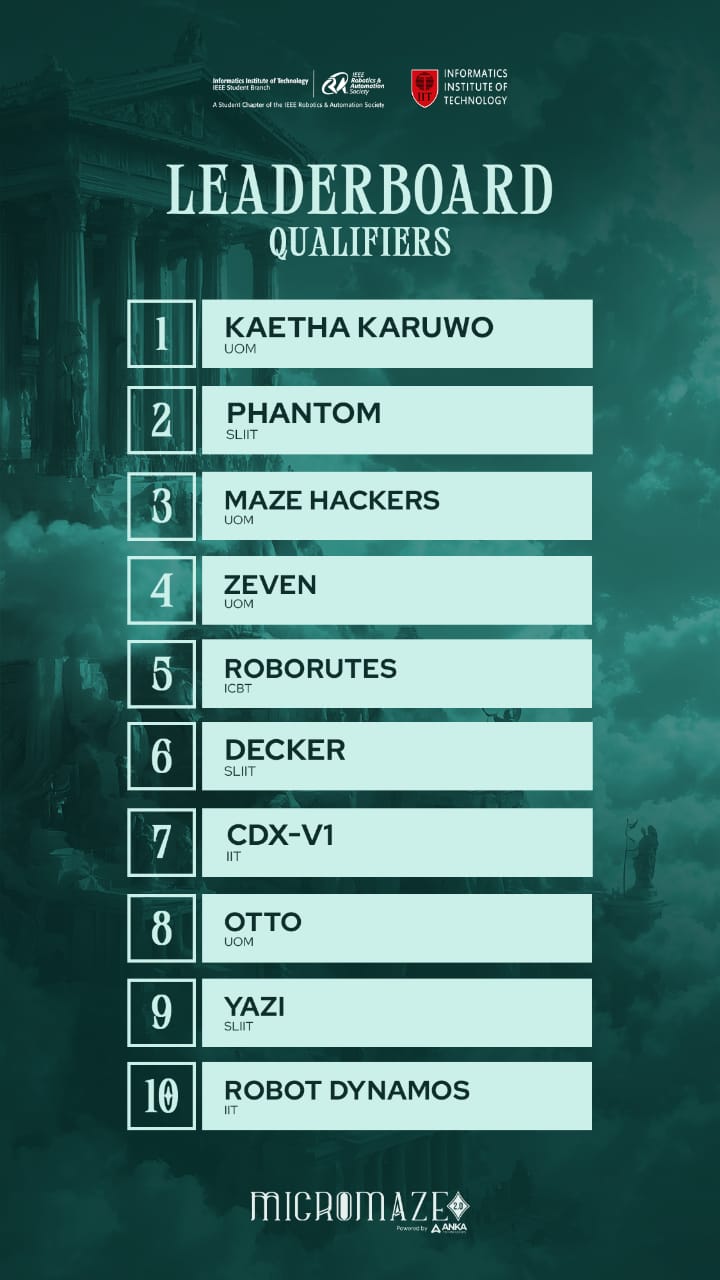 Informatics Institute of Technology
IEEE Student Branch
IEEE
Robotics &
Automation
Society
A Student Chapter of the IEEE Robotics & Automation Society
IIT
INFORMATICS
INSTITUTE OF
TECHNOLOGY
LEADERBOARD
QUALIFIERS
1 KAETHA KARUWO
UOM
2 PHANTOM
SLIIT
3 MAZE HACKERS
UOM
4 ZEVEN
UOM
5 ROBORUTES
ICBT
6 DECKER
SLIIT
7 CDX-V1
IIT
8 OTTO
UOM
9 YAZI
SLIIT
10 ROBOT DYNAMOS
IIT
MICROMAZE 2.0
Powered by ANKA